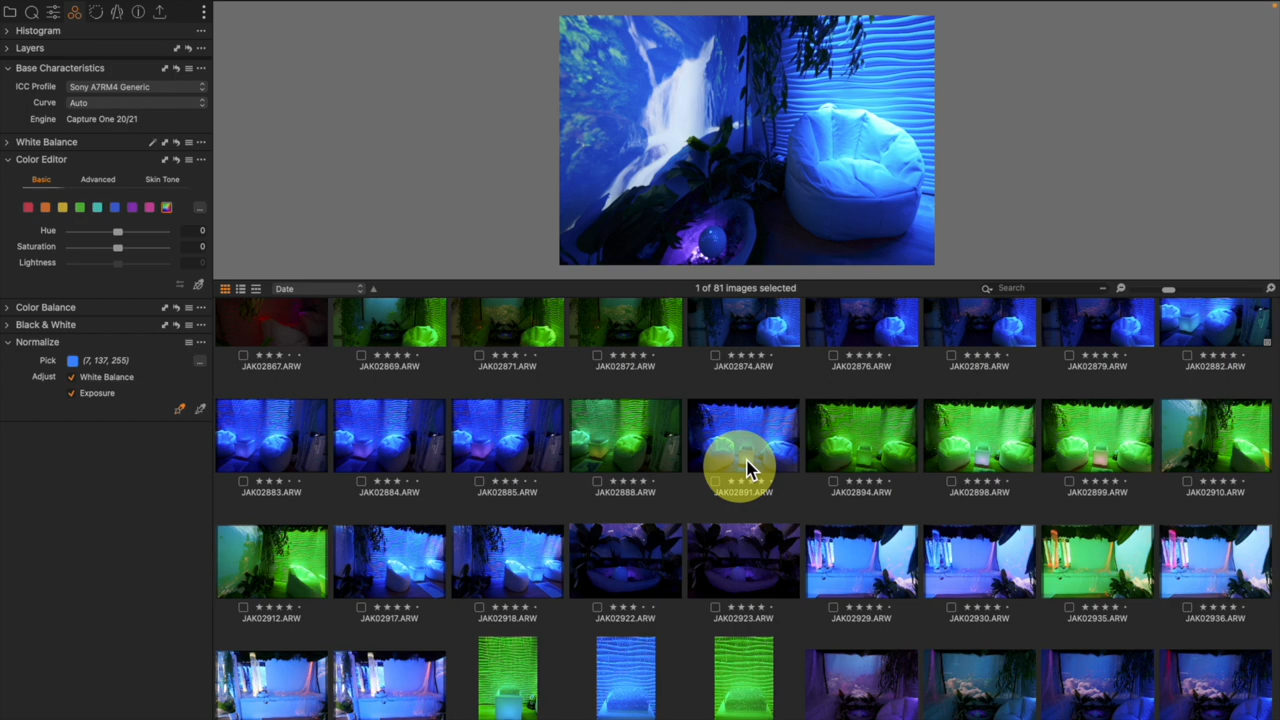 Histogram
Layers
Base Characteristics
ICC Profile Sony A7RM4 Generic
Curve Auto
Engine Capture One 20/21
White Balance
Color Editor
Basic Advanced Skin Tone
Hue 0
Saturation 0
Lightness 0
Color Balance
Black & White
Normalize
Pick (7, 137, 255)
Adjust White Balance
Exposure
Date 1 of 81 images selected Search
JAK02867.ARW JAK02869.ARW JAK02871.ARW JAK02872.ARW JAK02874.ARW JAK02876.ARW JAK02878.ARW JAK02879.ARW JAK02882.ARW
JAK02883.ARW JAK02884.ARW JAK02885.ARW JAK02888.ARW JAK02891.ARW JAK02894.ARW JAK02898.ARW JAK02899.ARW JAK02910.ARW
JAK02912.ARW JAK02917.ARW JAK02918.ARW JAK02922.ARW JAK02923.ARW JAK02929.ARW JAK02930.ARW JAK02935.ARW JAK02936.ARW